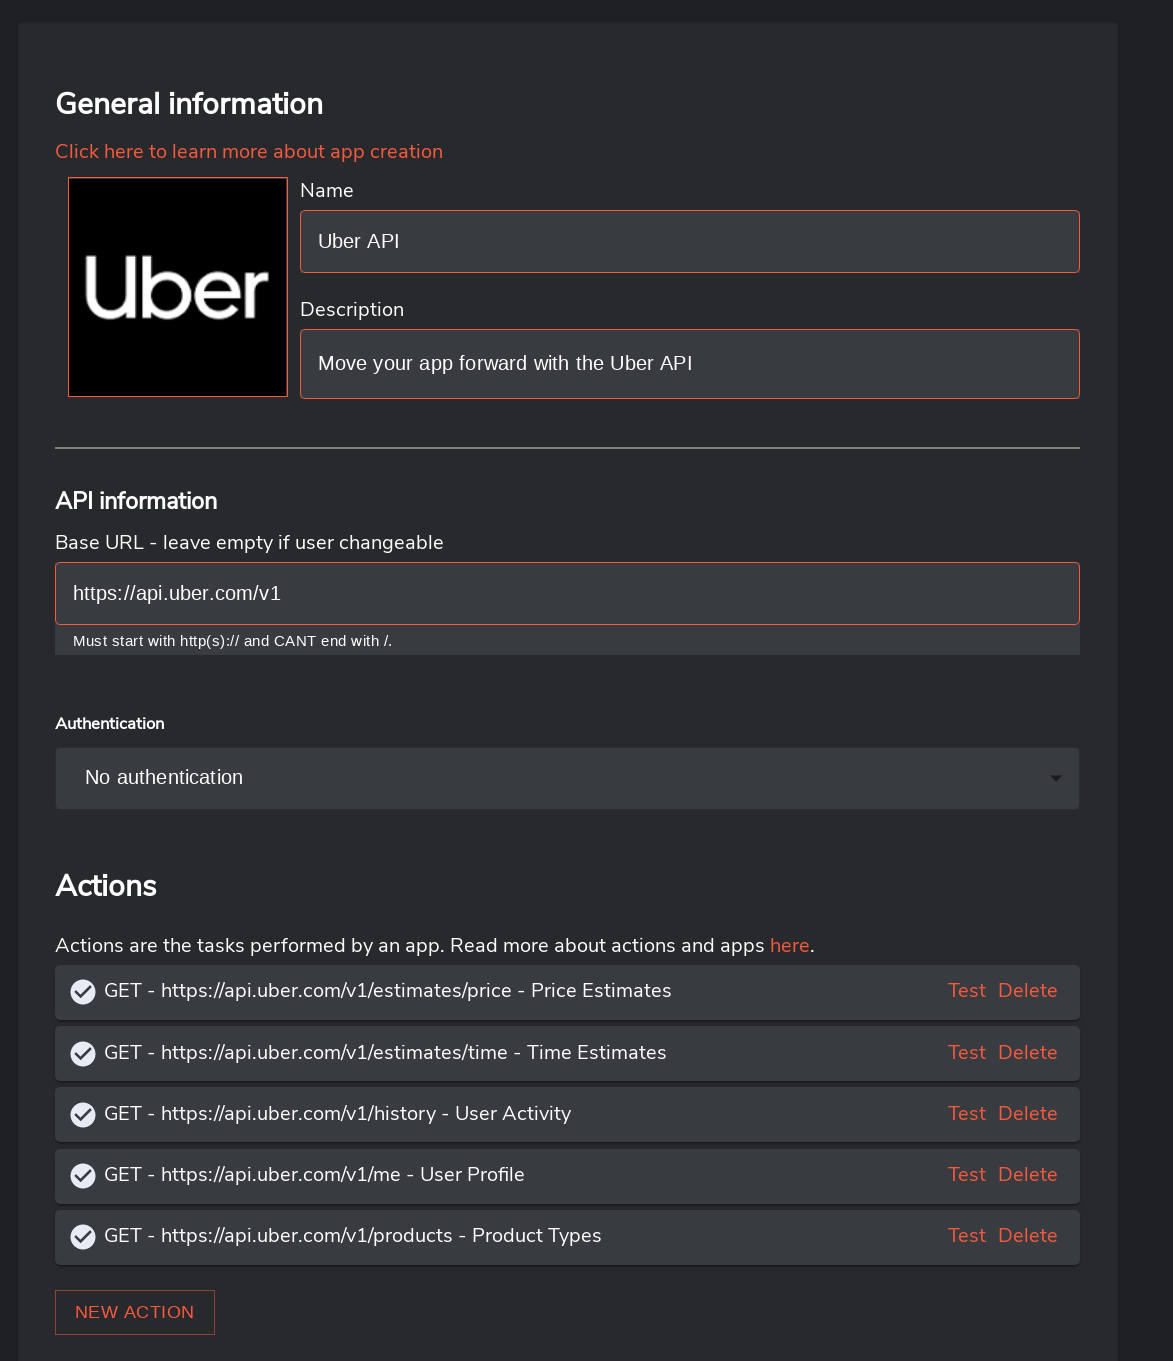 General information
Click here to learn more about app creation
Uber
Name
Uber API
Description
Move your app forward with the Uber API
API information
Base URL - leave empty if user changeable
https://api.uber.com/v1
Must start with http(s):// and CANT end with /.
Authentication
No authentication
Actions
Actions are the tasks performed by an app. Read more about actions and apps here.
GET - https://api.uber.com/v1/estimates/price - Price Estimates Test Delete
GET - https://api.uber.com/v1/estimates/time - Time Estimates Test Delete
GET - https://api.uber.com/v1/history - User Activity Test Delete
GET - https://api.uber.com/v1/me - User Profile Test Delete
GET - https://api.uber.com/v1/products - Product Types Test Delete
NEW ACTION